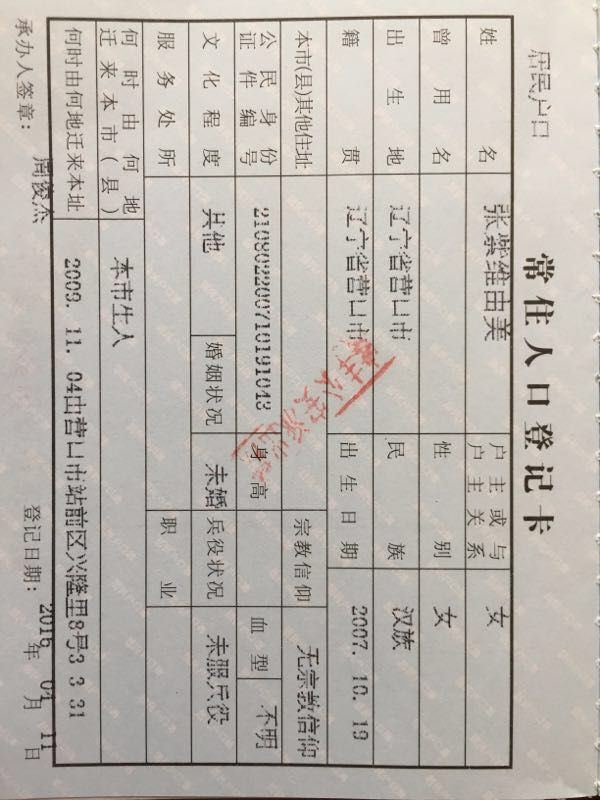 居民户口
常住人口登记卡
姓 名 张紫维由美 户主或与户主关系 女
曾用名 性别 女
出生地 辽宁省营口市 民族 汉族
籍贯 辽宁省营口市 出生日期 2007.10.19
本市(县)其他住址 宗教信仰 无宗教信仰
公民身份证件编号 210802200710191043 身高 血型 不明
文化程度 其他 婚姻状况 未婚 兵役状况 未服兵役
服务处所 职业
何时由何地迁来本市(县) 本市生人
何时由何地迁来本址 2009.11.04由营口市站前区兴隆里8号3 3 31
承办人签章: 周俊杰 登记日期: 2016 年 04 月 11 日